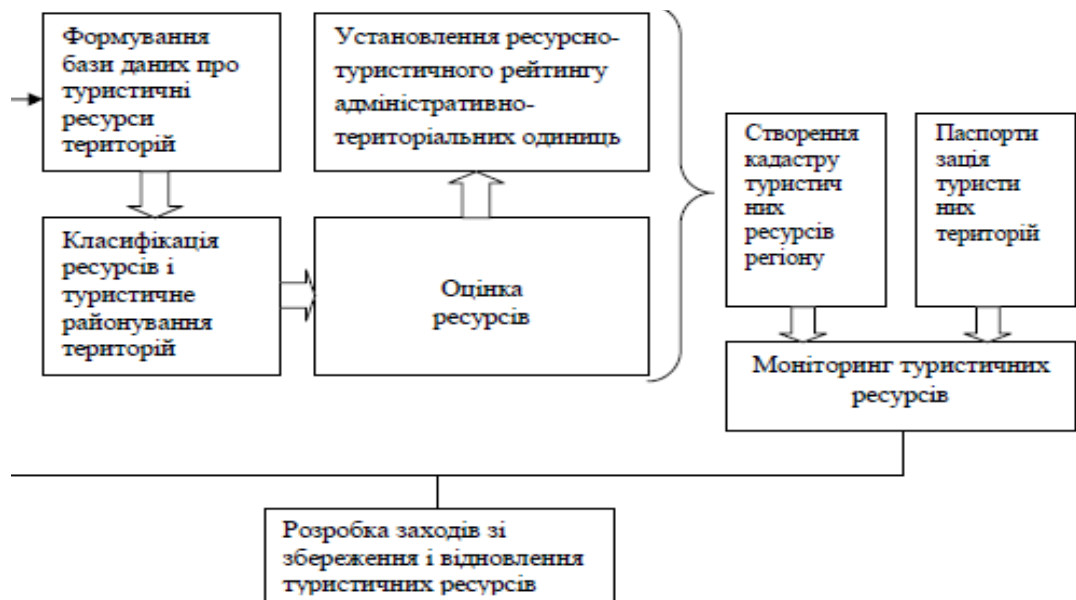 Формування
бази даних про
туристичні
ресурси
територій
Установлення ресурсно-
туристичного рейтингу
адміністративно-
територіальних одиниць
Створення
кадастру
туристич
них
ресурсів
регіону
Паспорти
зація
туристи
них
територій
Класифікація
ресурсів і
туристичне
районування
територій
Оцінка
ресурсів
Моніторинг туристичних
ресурсів
Розробка заходів зі
збереження і відновлення
туристичних ресурсів